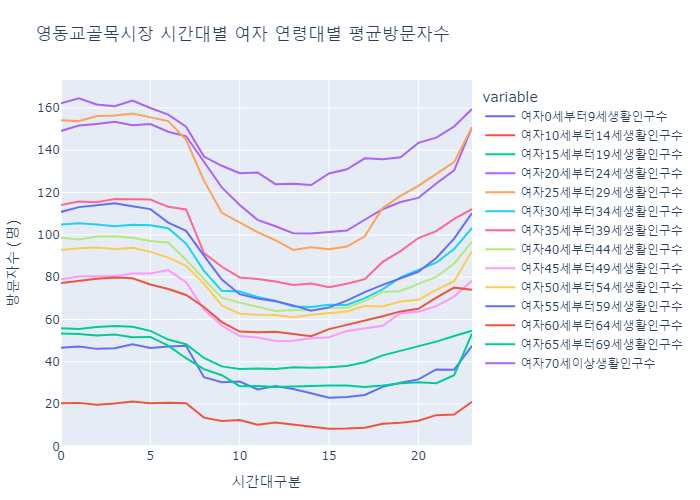 영동교골목시장 시간대별 여자 연령대별 평균방문자수
방문자수 ( 명)
160
140
120
100
80
60
40
20
0
0
5
10
15
20
시간대구분
variable
여자0세부터9세생활인구수
여자10세부터14세생활인구수
여자15세부터19세생활인구수
여자20세부터24세생활인구수
여자25세부터29세생활인구수
여자30세부터34세생활인구수
여자35세부터39세생활인구수
여자40세부터44세생활인구수
여자45세부터49세생활인구수
여자50세부터54세생활인구수
여자55세부터59세생활인구수
여자60세부터64세생활인구수
여자65세부터69세생활인구수
여자70세이상생활인구수